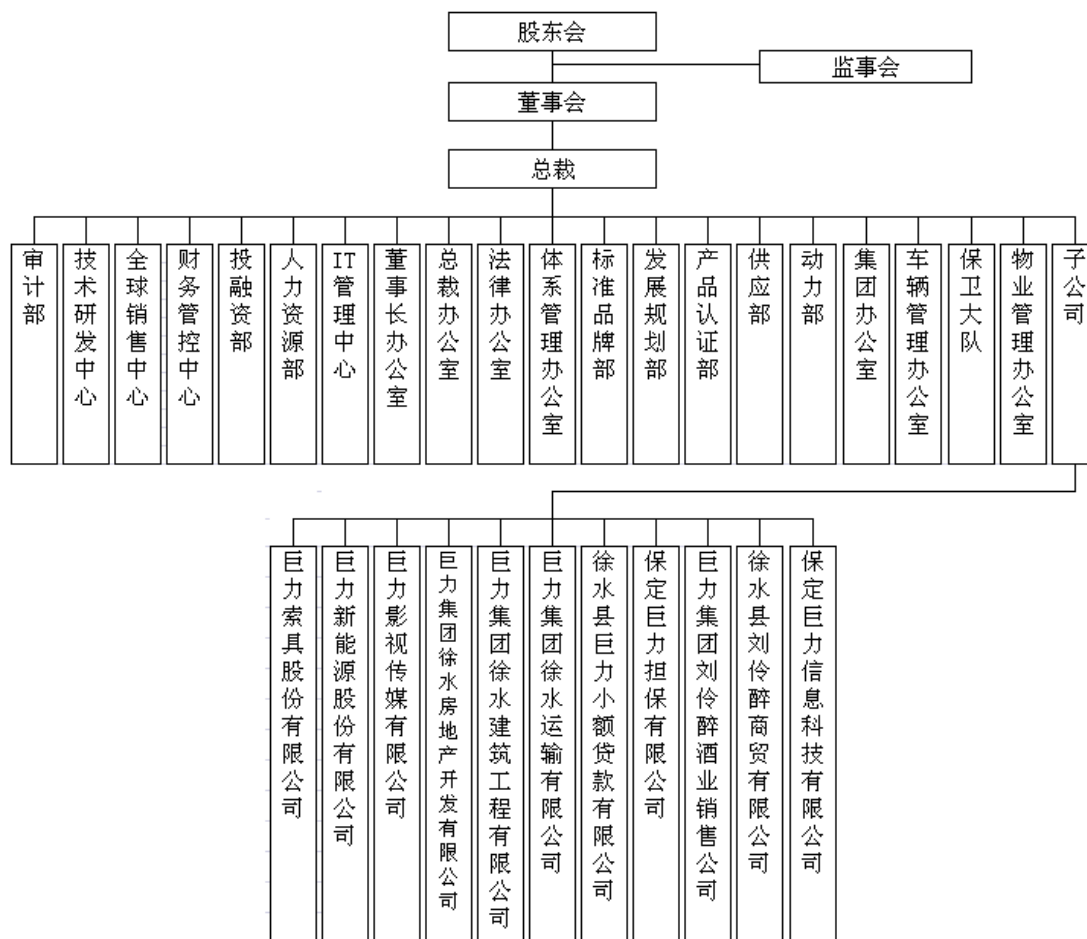 股东会
监事会
董事会
总裁
审计部
技术研发中心
全球销售中心
财务管控中心
投融资部
人力资源部
IT管理中心
董事长办公室
总裁办公室
法律办公室
体系管理办公室
标准品牌部
发展规划部
产品认证部
供应部
动力部
集团办公室
车辆管理办公室
保卫大队
物业管理办公室
子公司
巨力索具股份有限公司
巨力新能源股份有限公司
巨力影视传媒有限公司
巨力集团徐水房地产开发有限公司
巨力集团徐水建筑工程有限公司
巨力集团徐水运输有限公司
徐水县巨力小额贷款有限公司
保定巨力担保有限公司
巨力集团刘伶醉酒业销售公司
徐水县刘伶醉商贸有限公司
保定巨力信息科技有限公司